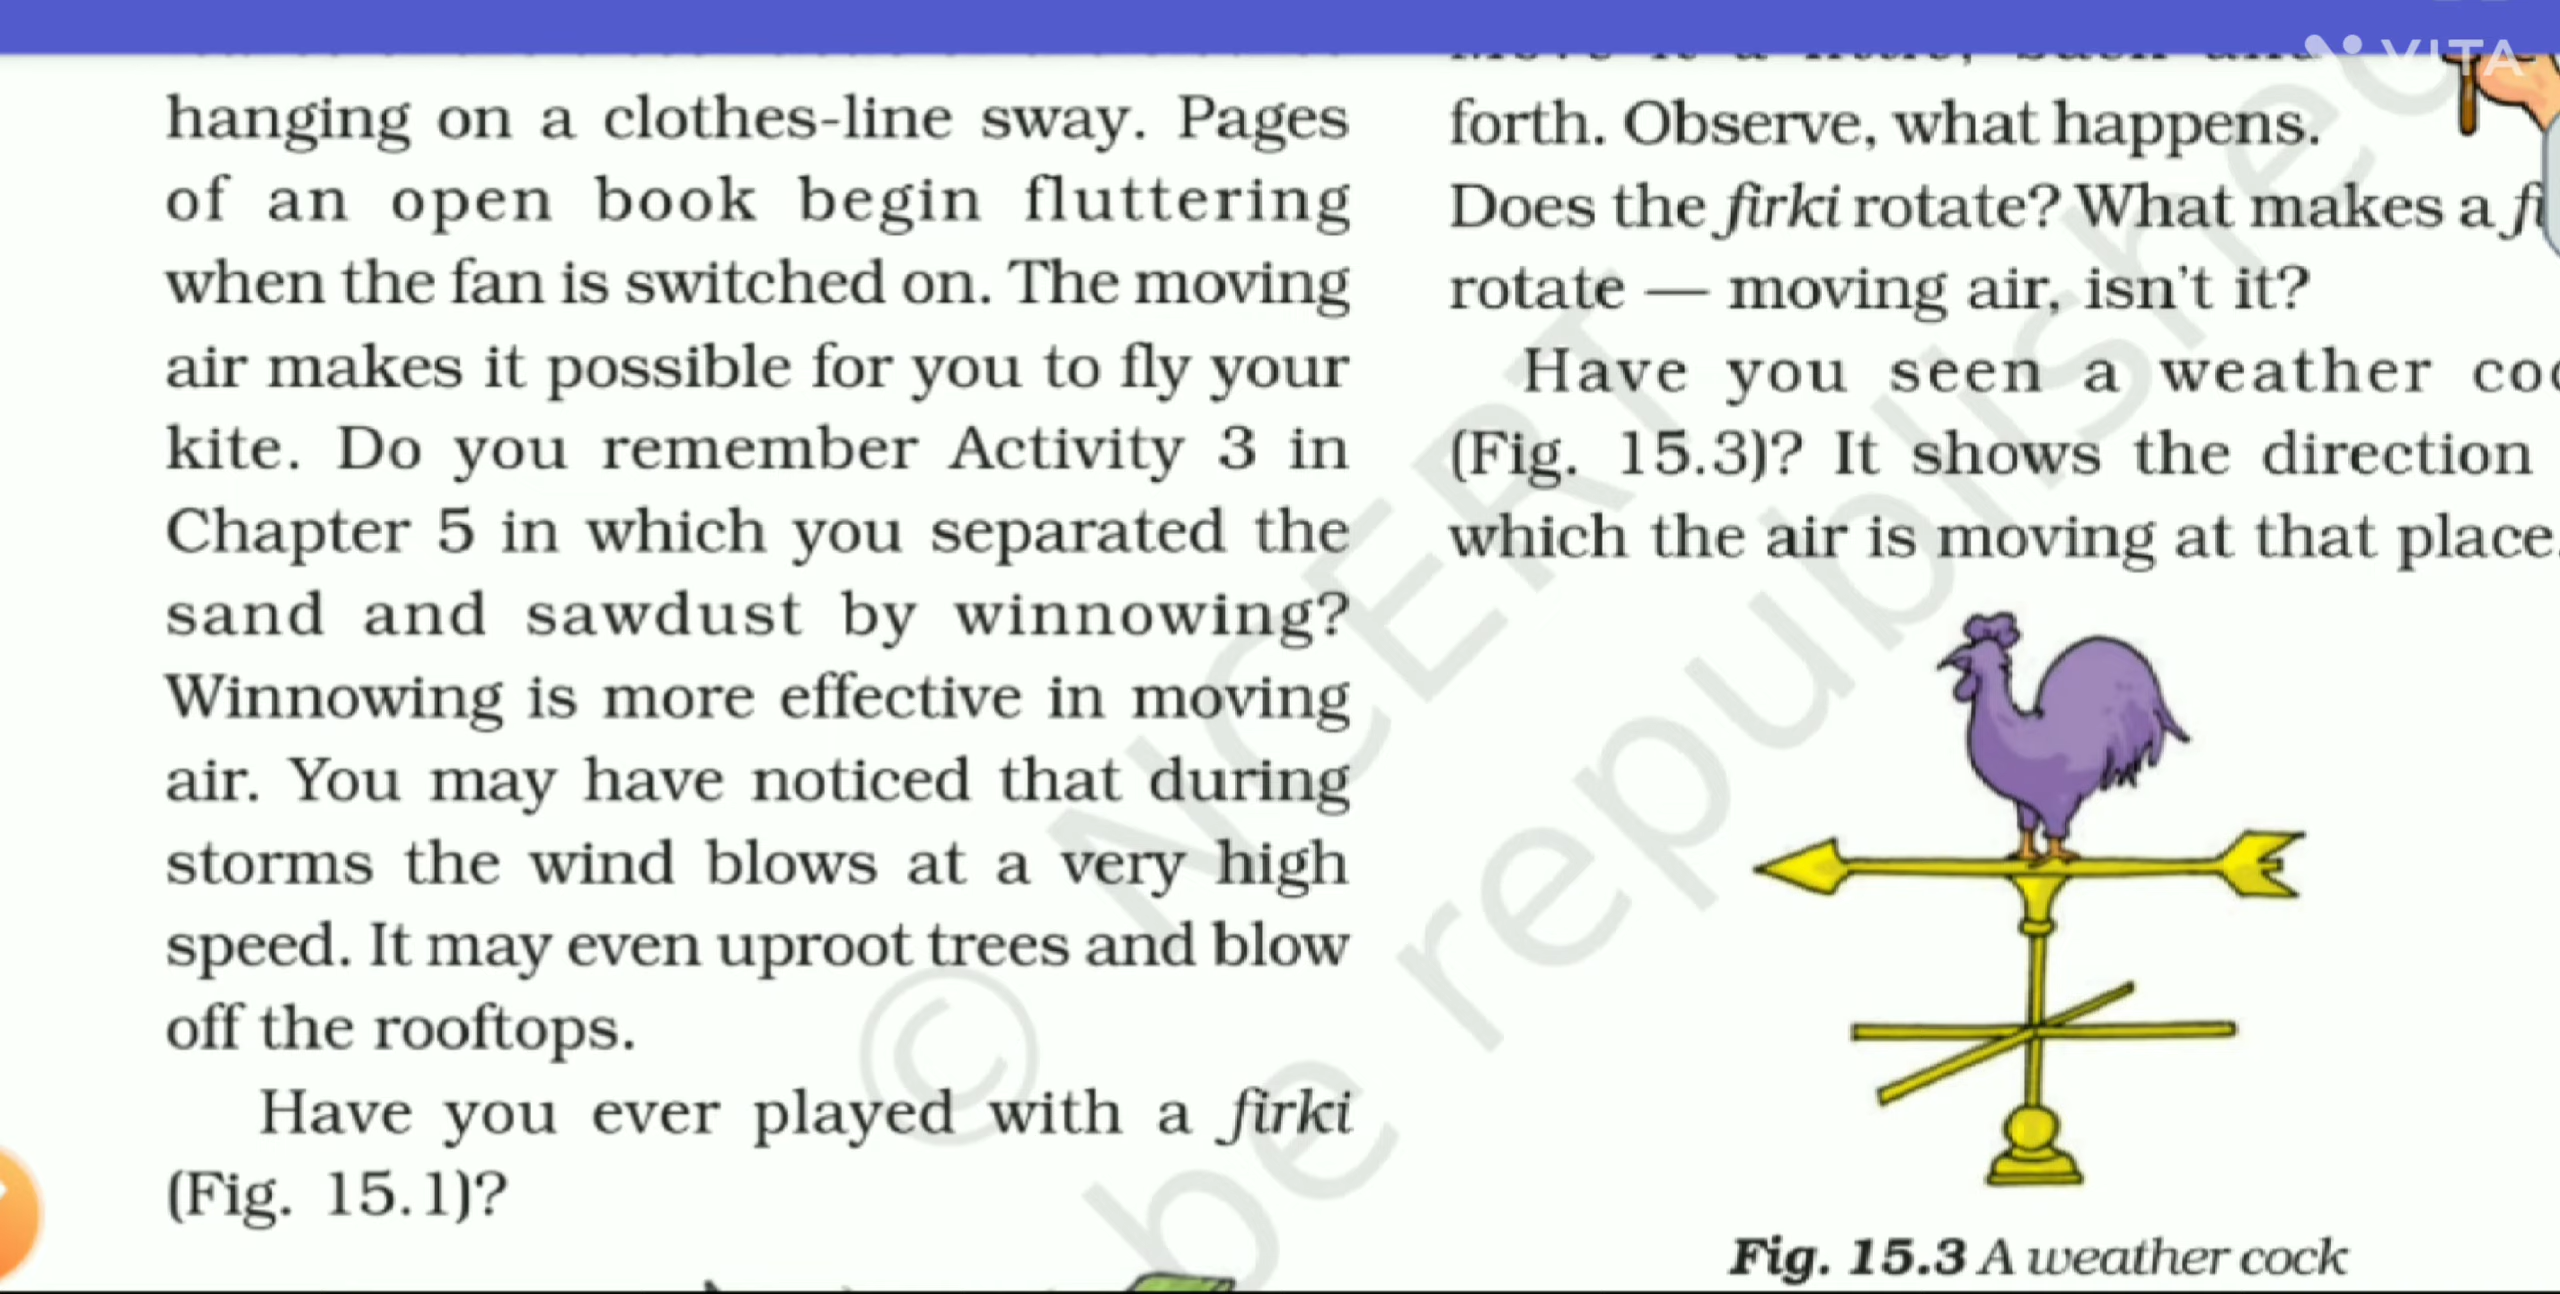 hanging on a clothes-line sway. Pages
of an open book begin fluttering
when the fan is switched on. The moving
air makes it possible for you to fly your
kite. Do you remember Activity 3 in
Chapter 5 in which you separated the
sand and sawdust by winnowing?
Winnowing is more effective in moving
air. You may have noticed that during
storms the wind blows at a very high
speed. It may even uproot trees and blow
off the rooftops.
Have you ever played with a firki
(Fig. 15.1)?
forth. Observe, what happens.
Does the firki rotate? What makes a
rotate — moving air, isn't it?
Have you seen a weather
(Fig. 15.3)? It shows the direction
which the air is moving at that place.
Fig. 15.3 A weather cock
© NCERT
be republished
VITA